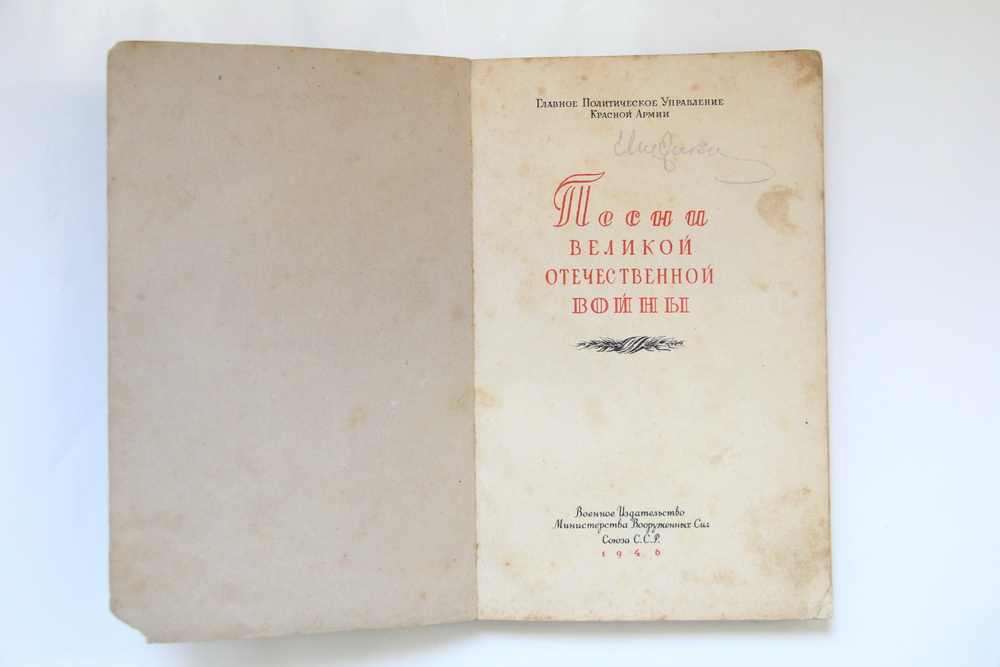 Главное Политическое Управление
Красной Армии
Песни
ВЕЛИКОЙ
ОТЕЧЕСТВЕННОЙ
ВОЙНЫ
Военное Издательство
Министерства Вооруженных Сил
Союза С.С.Р.
1946